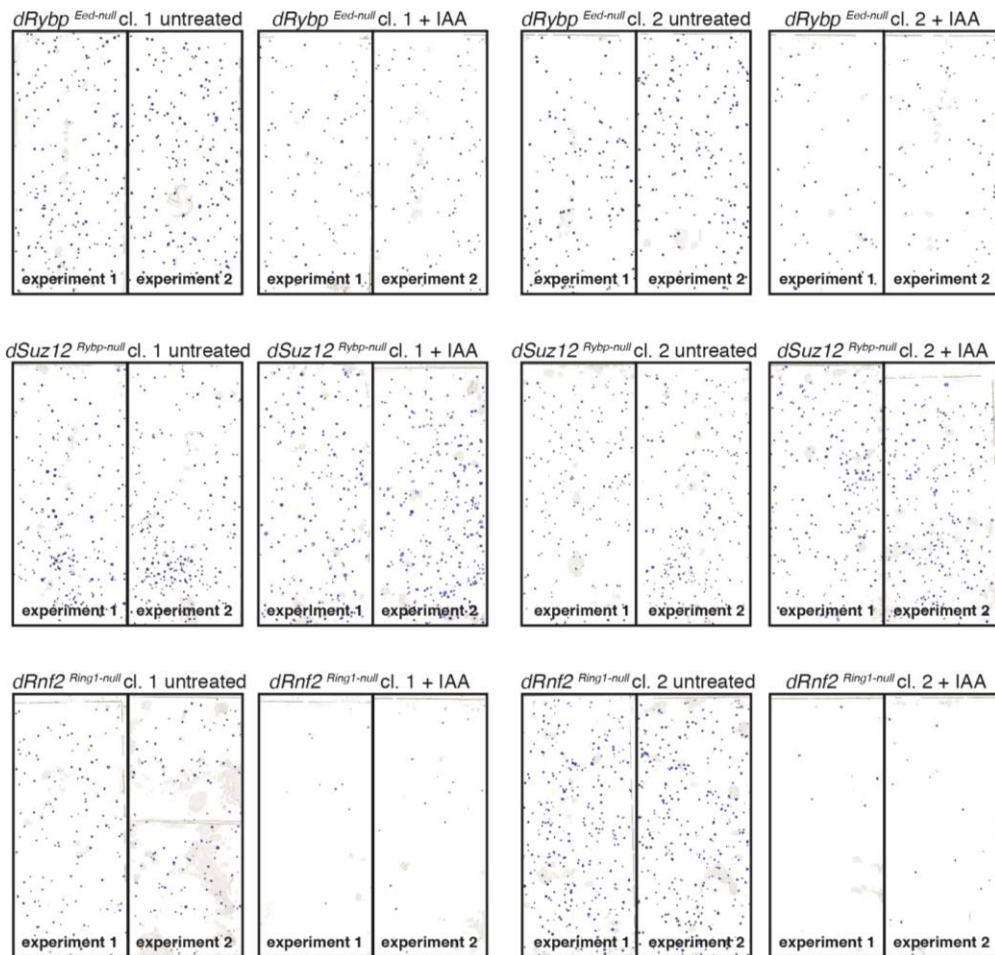 dRybp Eed-null cl. 1 untreated dRybp Eed-null cl. 1 + IAA dRybp Eed-null cl. 2 untreated dRybp Eed-null cl. 2 + IAA
experiment 1 experiment 2 experiment 1 experiment 2 experiment 1 experiment 2 experiment 1 experiment 2
dSuz12 Rybp-null cl. 1 untreated dSuz12 Rybp-null cl. 1 + IAA dSuz12 Rybp-null cl. 2 untreated dSuz12 Rybp-null cl. 2 + IAA
experiment 1 experiment 2 experiment 1 experiment 2 experiment 1 experiment 2 experiment 1 experiment 2
dRnf2 Ring1-null cl. 1 untreated dRnf2 Ring1-null cl. 1 + IAA dRnf2 Ring1-null cl. 2 untreated dRnf2 Ring1-null cl. 2 + IAA
experiment 1 experiment 2 experiment 1 experiment 2 experiment 1 experiment 2 experiment 1 experiment 2